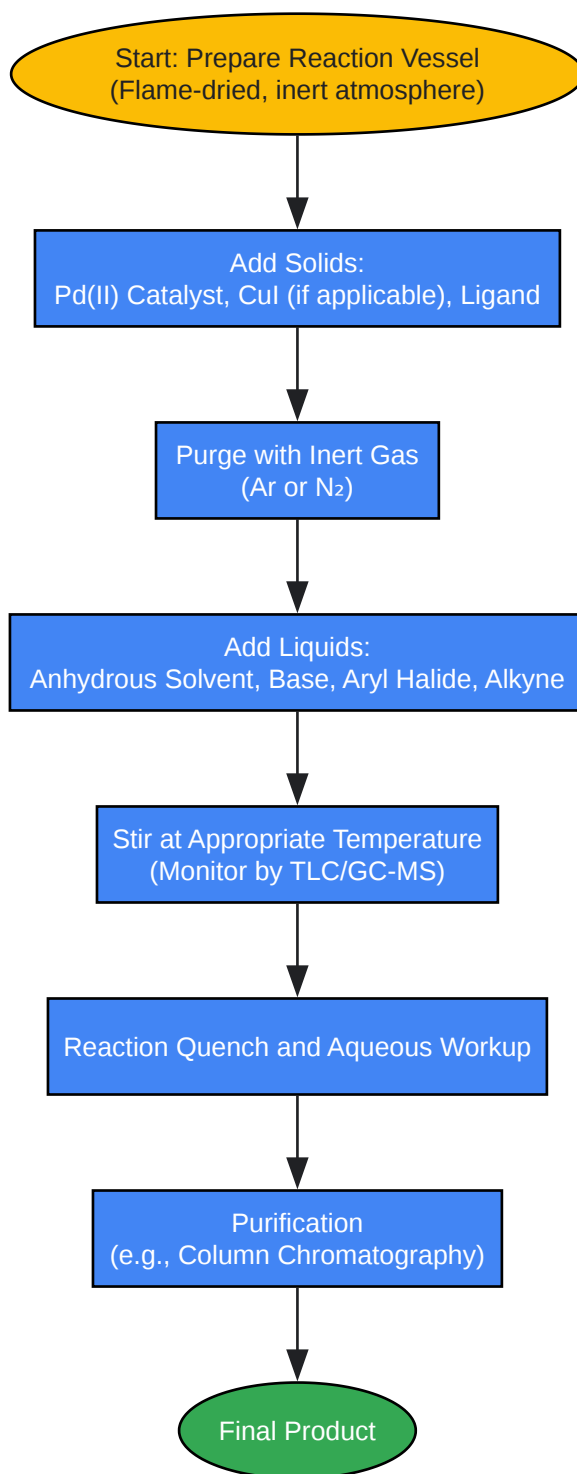 Start: Prepare Reaction Vessel
(Flame-dried, inert atmosphere)
Add Solids:
Pd(II) Catalyst, CuI (if applicable), Ligand
Purge with Inert Gas
(Ar or N₂)
Add Liquids:
Anhydrous Solvent, Base, Aryl Halide, Alkyne
Stir at Appropriate Temperature
(Monitor by TLC/GC-MS)
Reaction Quench and Aqueous Workup
Purification
(e.g., Column Chromatography)
Final Product